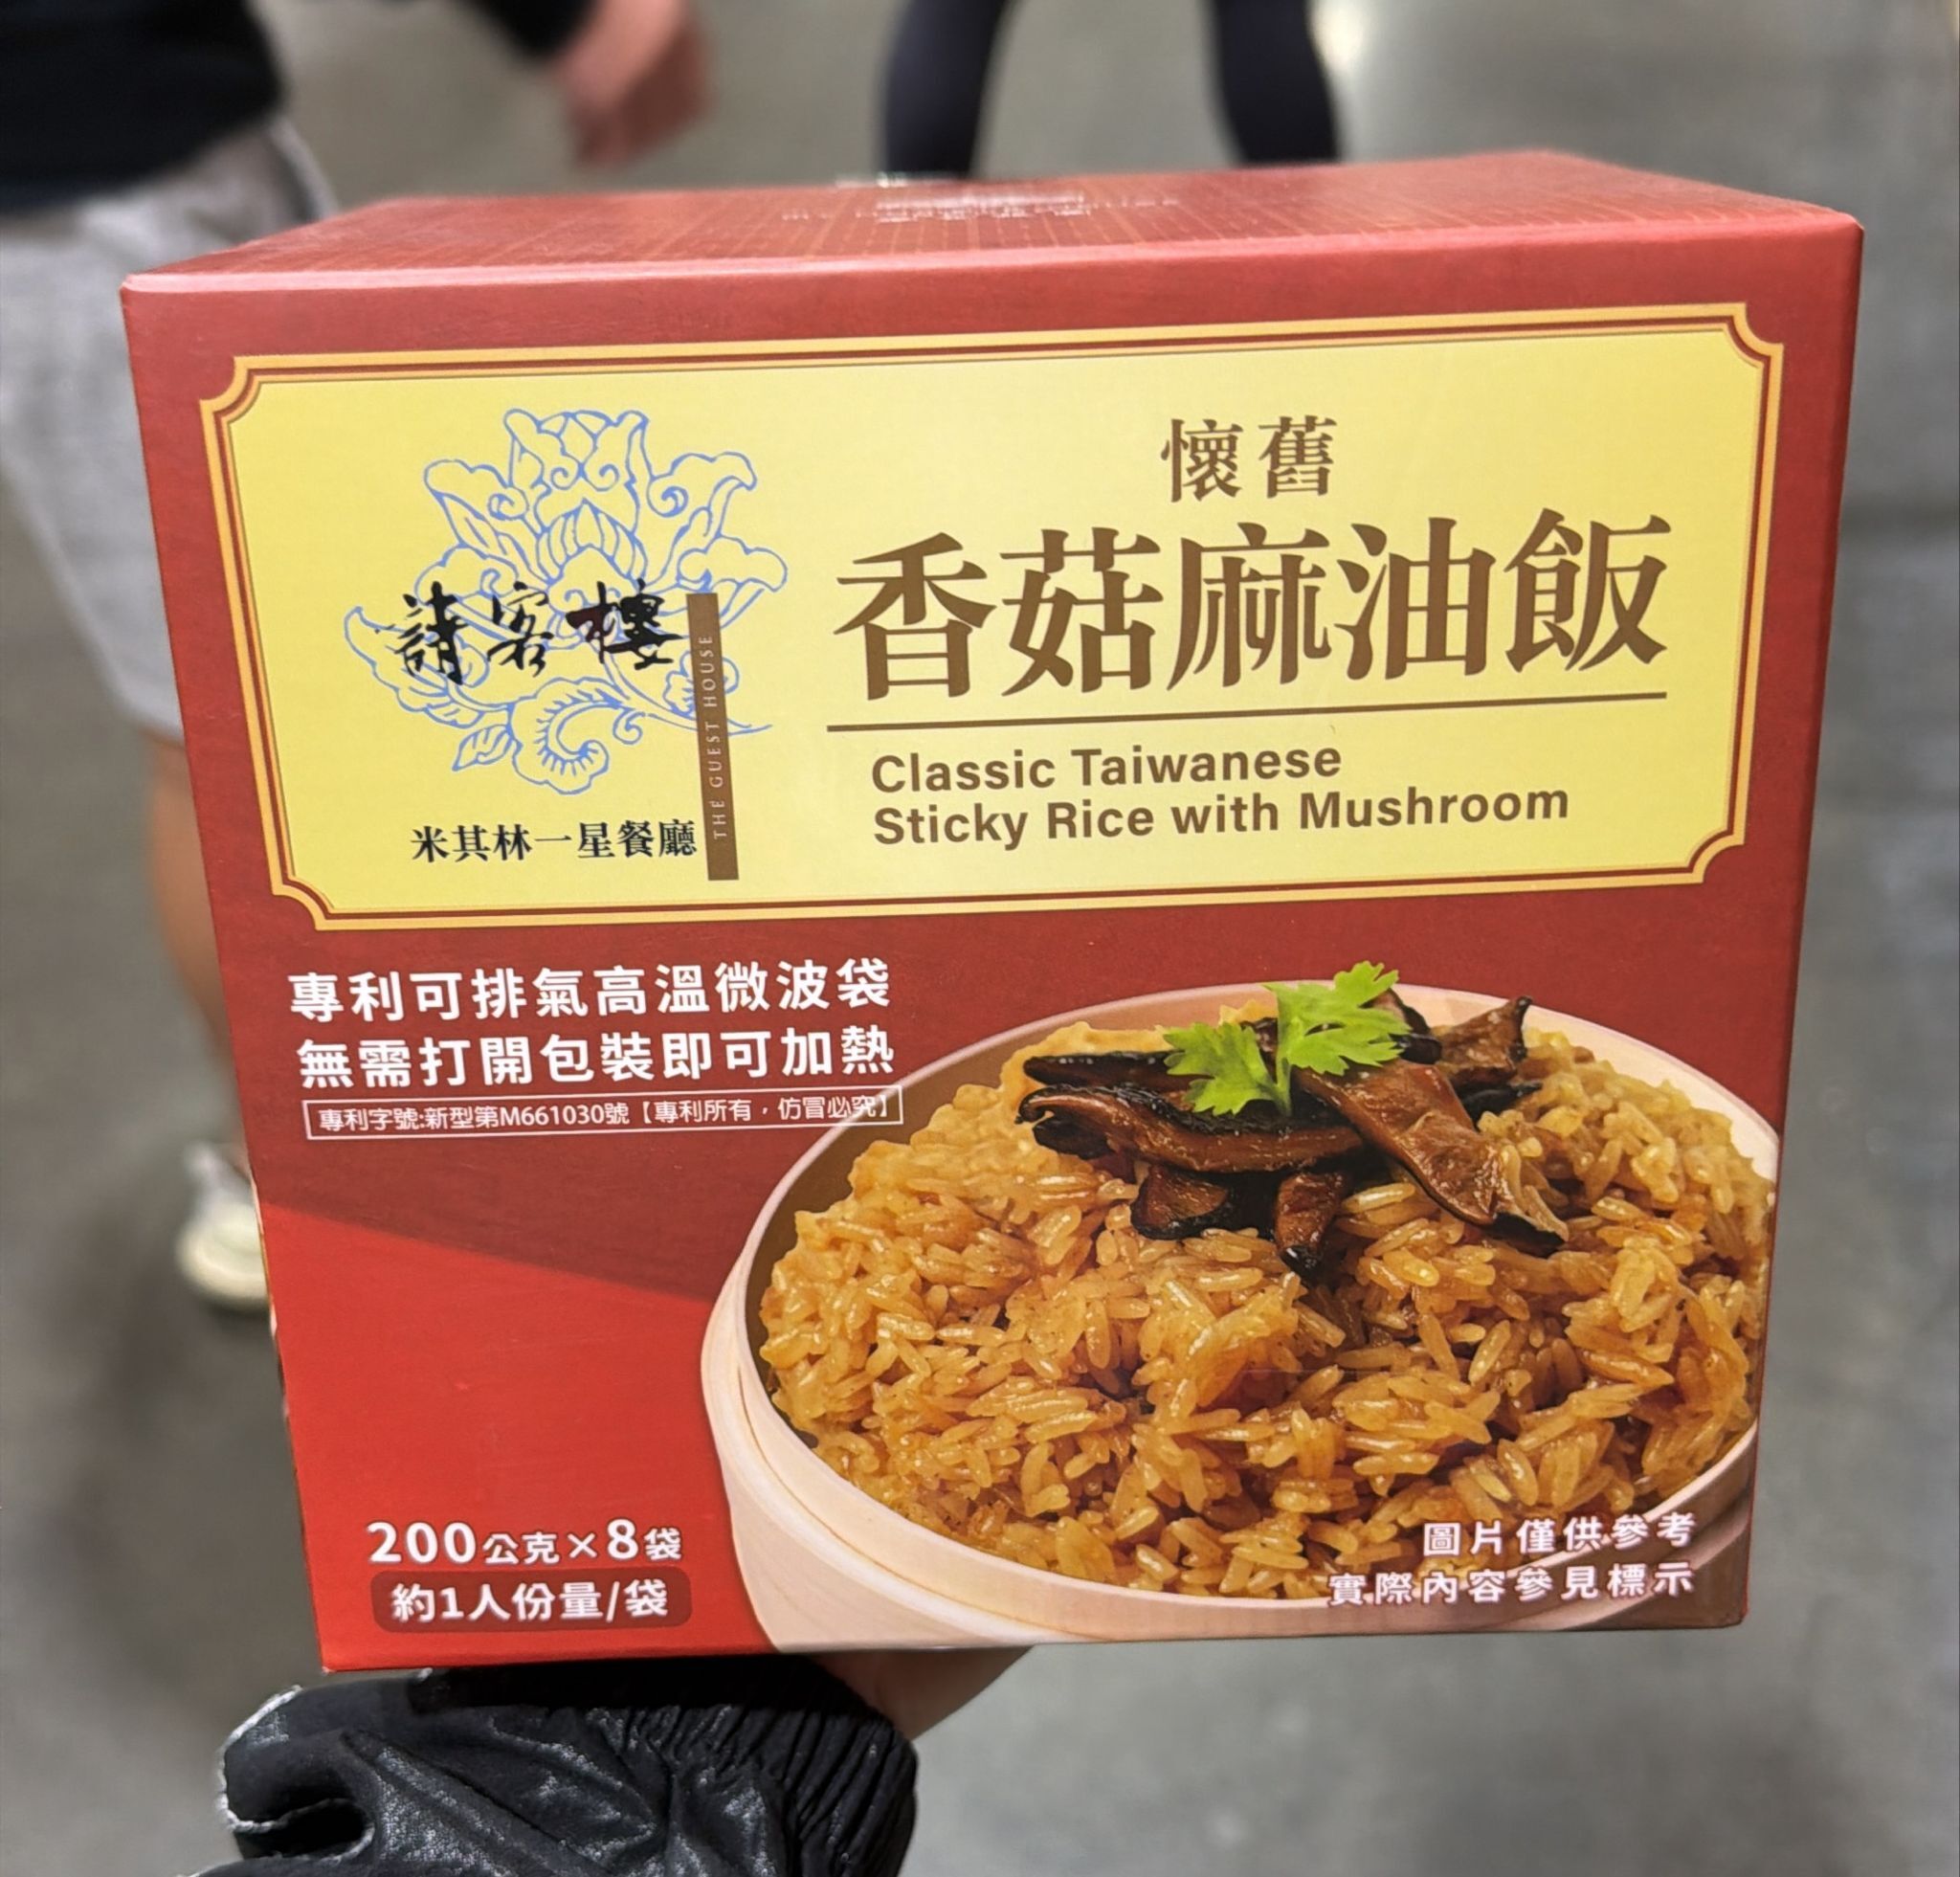 請客樓
THE GUEST HOUSE
米其林一星餐廳
懷舊
香菇麻油飯
Classic Taiwanese
Sticky Rice with Mushroom
專利可排氣高溫微波袋
無需打開包裝即可加熱
專利字號:新型第M661030號【專利所有，仿冒必究】
200公克×8袋
約1人份量/袋
圖片僅供參考
實際內容參見標示